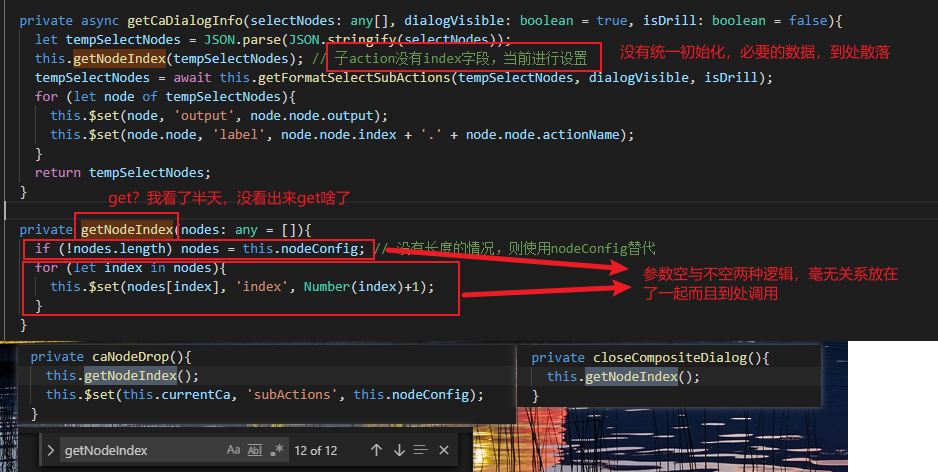 private async getCaDialogInfo(selectNodes: any[], dialogVisible: boolean = true, isDrill: boolean = false){
let tempSelectNodes = JSON.parse(JSON.stringify(selectNodes));
this.getNodeIndex(tempSelectNodes); // 子action没有index字段，当前进行设置
没有统一初始化，必要的数据，到处散落
tempSelectNodes = await this.getFormatSelectSubActions(tempSelectNodes, dialogVisible, isDrill);
for (let node of tempSelectNodes){
this.$set(node, 'output', node.node.output);
this.$set(node.node, 'label', node.node.index + '.' + node.node.actionName);
}
return tempSelectNodes;
}
get？我看了半天，没看出来get啥了
private getNodeIndex(nodes: any = []){
if (!nodes.length) nodes = this.nodeConfig; // 没有长度的情况，则使用nodeConfig替代
for (let index in nodes){
this.$set(nodes[index], 'index', Number(index)+1);
}
}
参数空与不空两种逻辑，毫无关系放在
了一起而且到处调用
private caNodeDrop(){
this.getNodeIndex();
this.$set(this.currentCa, 'subActions', this.nodeConfig);
}
private closeCompositeDialog(){
this.getNodeIndex();
}
getNodeIndex
Aa
Ab
.*
12 of 12